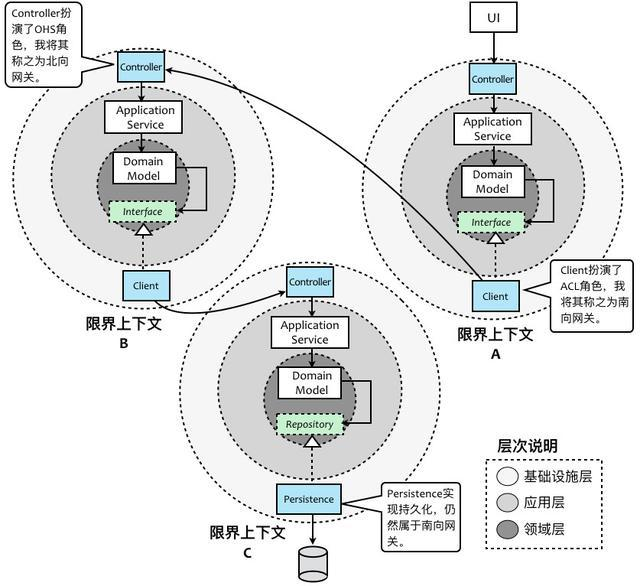 Controller扮
演了OHS角
色，我将其
称之为北向
网关。
Controller
Application
Service
Domain
Model
Interface
Client
限界上下文
B
UI
Controller
Application
Service
Domain
Model
Interface
Client
Client扮演了
ACL角色，我
将其称之为南
向网关。
限界上下文
A
Controller
Application
Service
Domain
Model
Repository
Persistence
Persistence实
现持久化，仍
然属于南向网
关。
限界上下文
C
层次说明
基础设施层
应用层
领域层